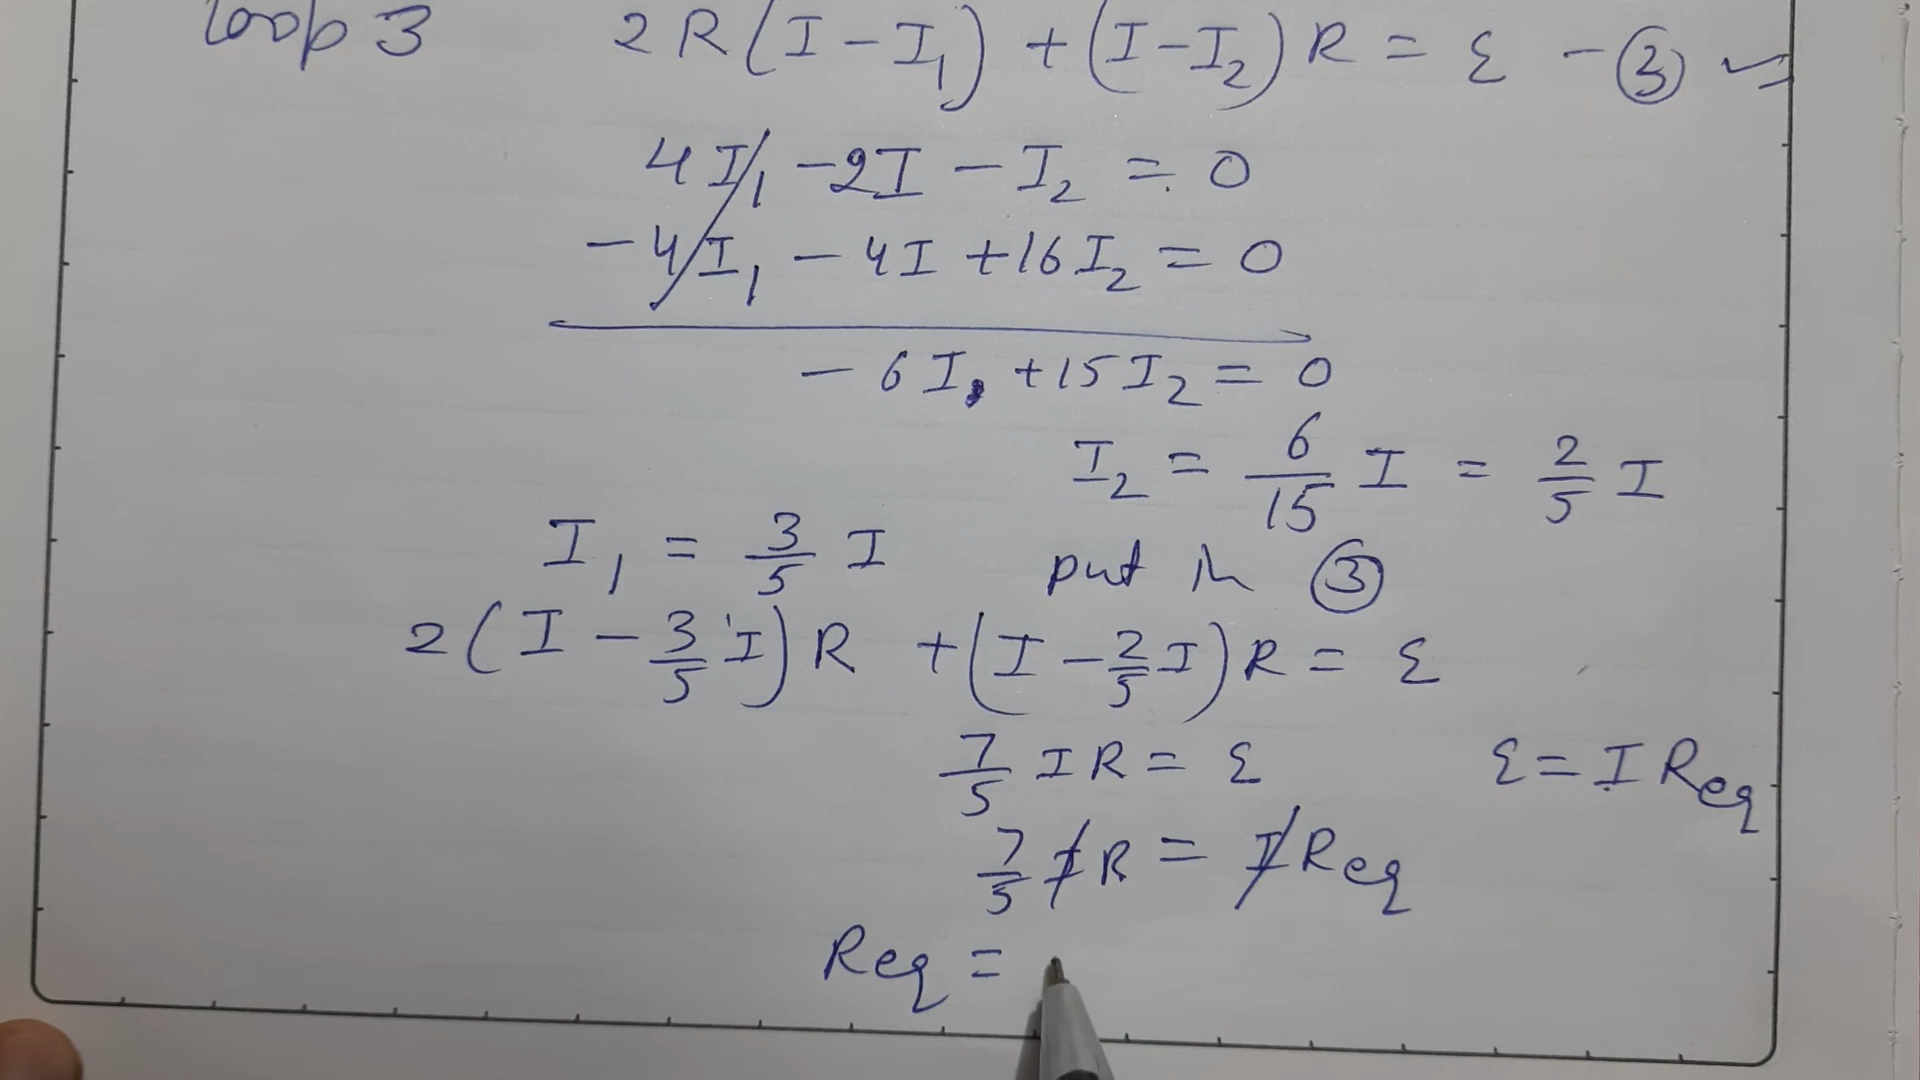 Loop 3 2R(I-I₁) + (I-I₂)R = ε - ③
4I₁ - 2I - I₂ = 0
-4I₁ - 4I + 16I₂ = 0
- 6I + 15I₂ = 0
I₂ = 6/15 I = 2/5 I
I₁ = 3/5 I put in ③
2(I - 3/5 I)R + (I - 2/5 I)R = ε
7/5 IR = ε ε = I Req
7/5 IR = I Req
Req =